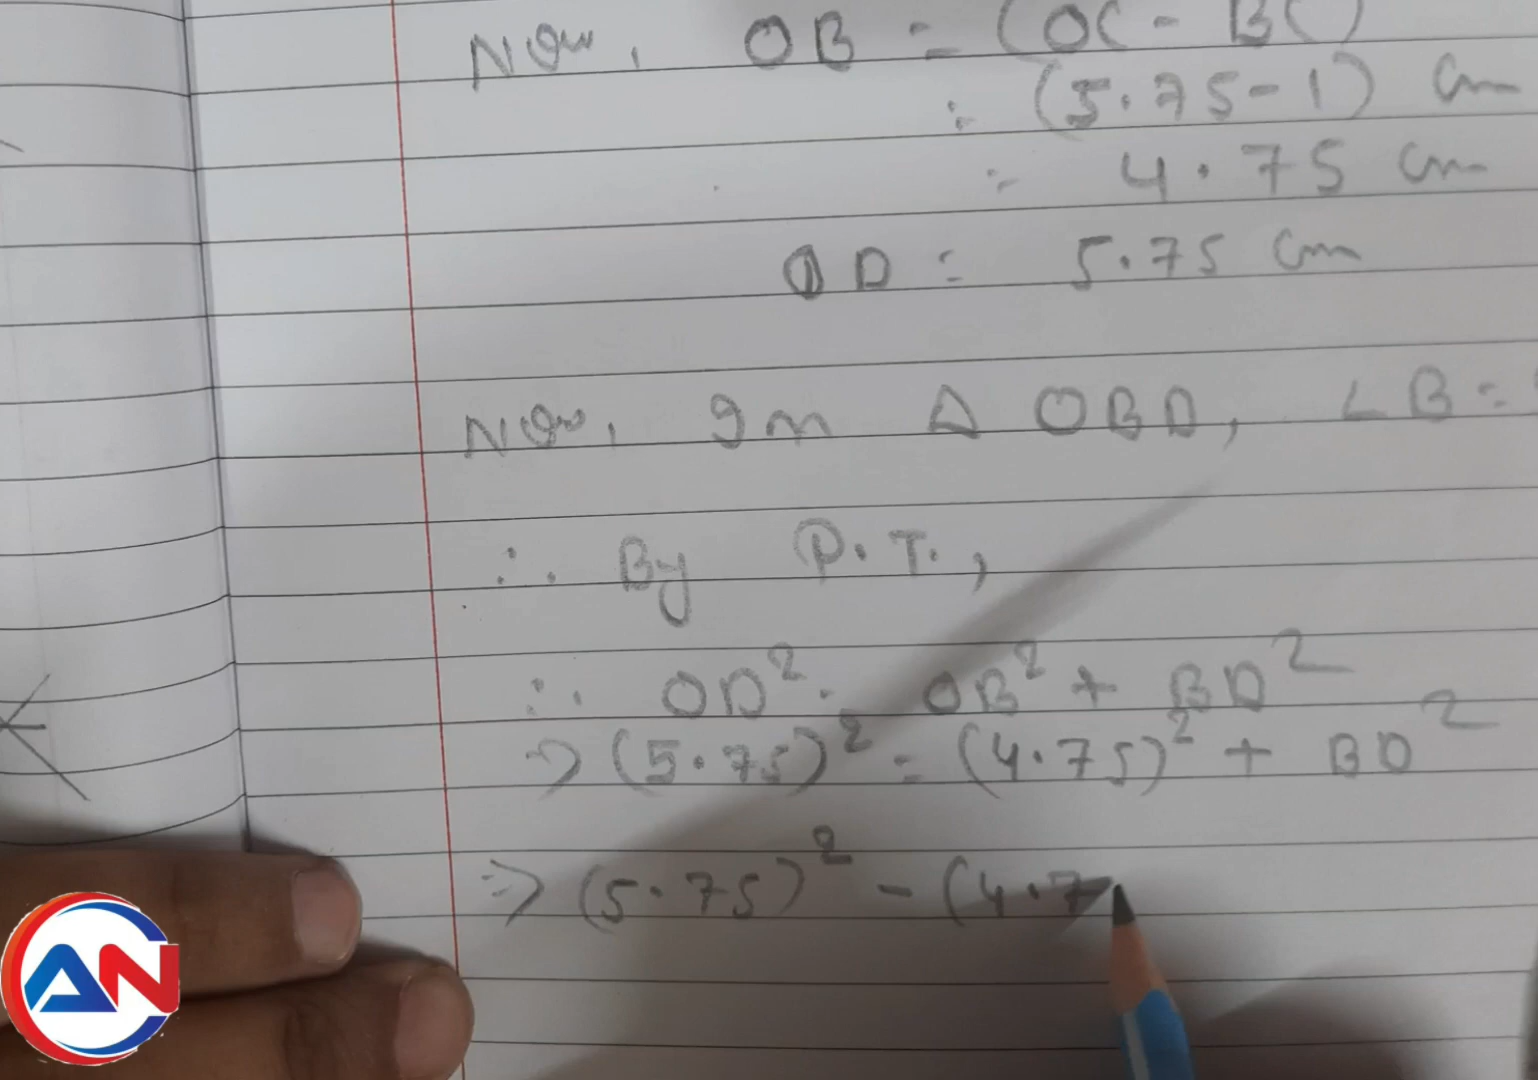 Now, OB = (OC - BC)
= (5.75-1) cm
= 4.75 cm
OD = 5.75 cm
Now, In Δ OBD, ∠B=
∴ By P.T.,
∴ OD² = OB² + BD²
⇒ (5.75)² = (4.75)² + BD²
⇒ (5.75)² - (4.7
AN